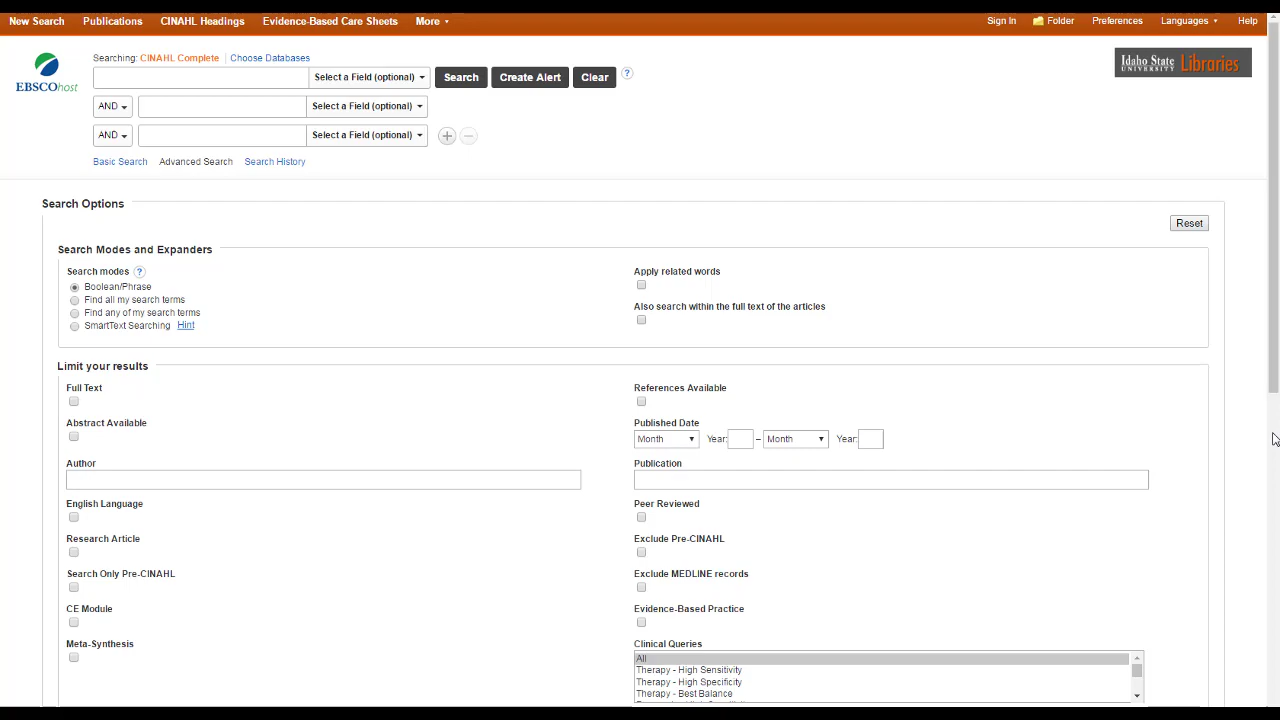 New Search Publications CINAHL Headings Evidence-Based Care Sheets More Sign In Folder Preferences Languages Help
Searching: CINAHL Complete Choose Databases
EBSCOhost
Select a Field (optional) Search Create Alert Clear ?
Idaho State UNIVERSITY Libraries
AND Select a Field (optional)
AND Select a Field (optional)
Basic Search Advanced Search Search History
Search Options
Reset
Search Modes and Expanders
Search modes ?
Boolean/Phrase
Find all my search terms
Find any of my search terms
SmartText Searching Hint
Apply related words
Also search within the full text of the articles
Limit your results
Full Text
References Available
Abstract Available
Published Date
Month Year: – Month Year:
Author
Publication
English Language
Peer Reviewed
Research Article
Exclude Pre-CINAHL
Search Only Pre-CINAHL
Exclude MEDLINE records
CE Module
Evidence-Based Practice
Meta-Synthesis
Clinical Queries
All
Therapy - High Sensitivity
Therapy - High Specificity
Therapy - Best Balance